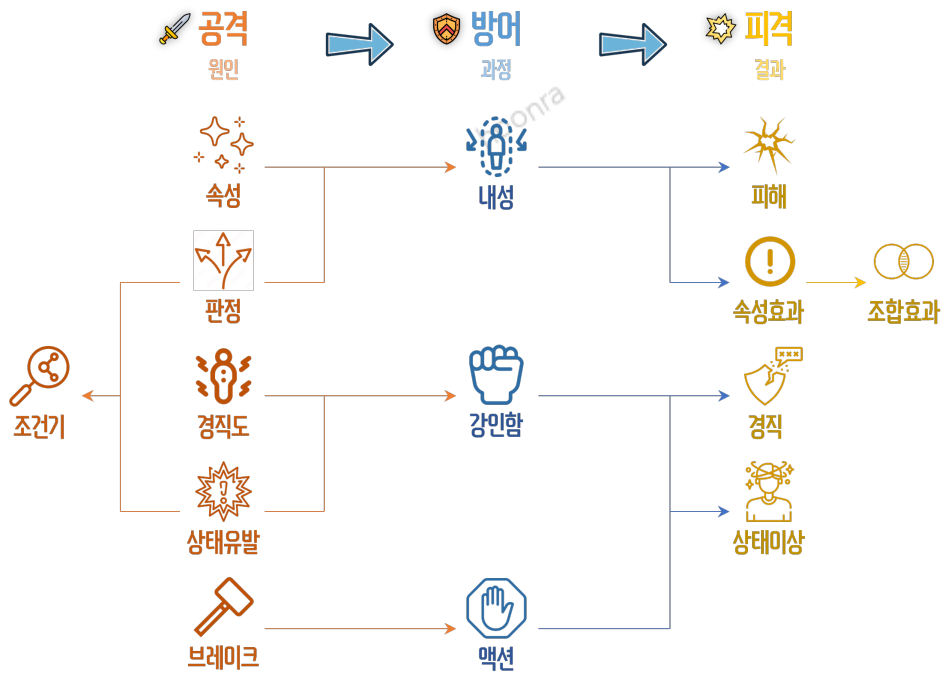 공격
방어
피격
원인
과정
결과
속성
내성
피해
판정
속성효과
조합효과
조건기
경직도
강인함
경직
상태유발
상태이상
브레이크
액션